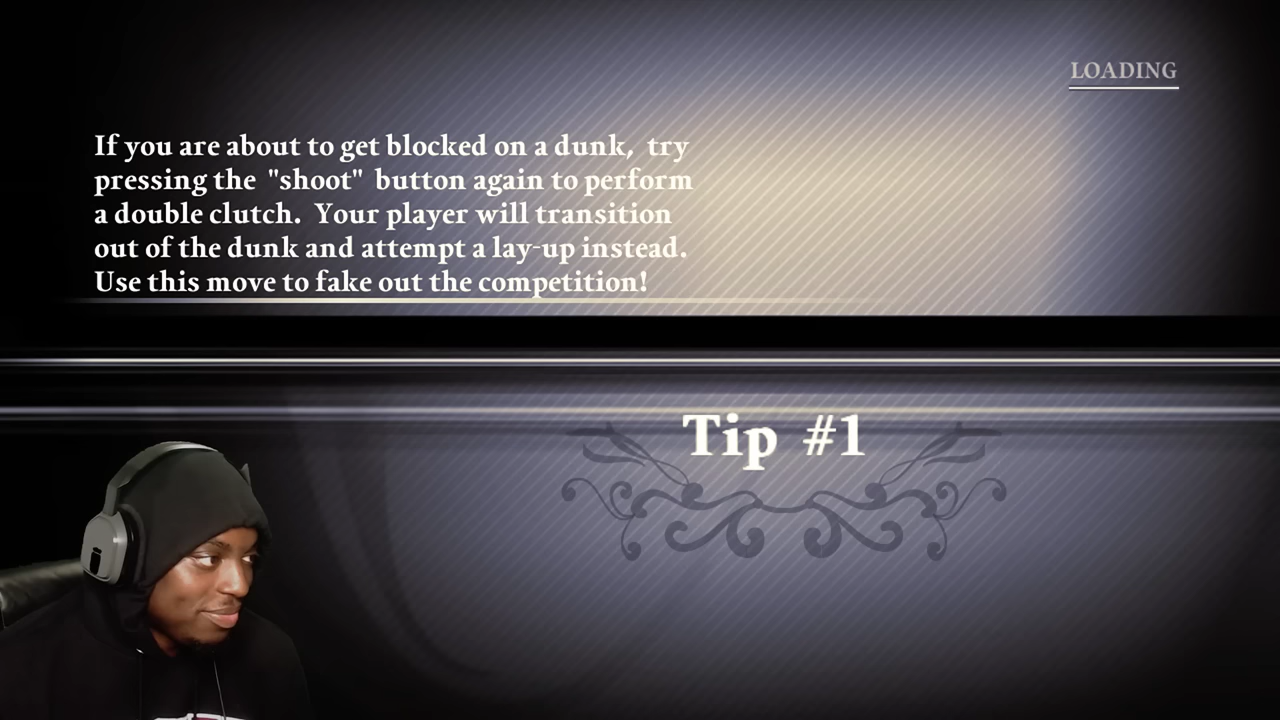 LOADING
If you are about to get blocked on a dunk, try
pressing the "shoot" button again to perform
a double clutch. Your player will transition
out of the dunk and attempt a lay-up instead.
Use this move to fake out the competition!
Tip #1